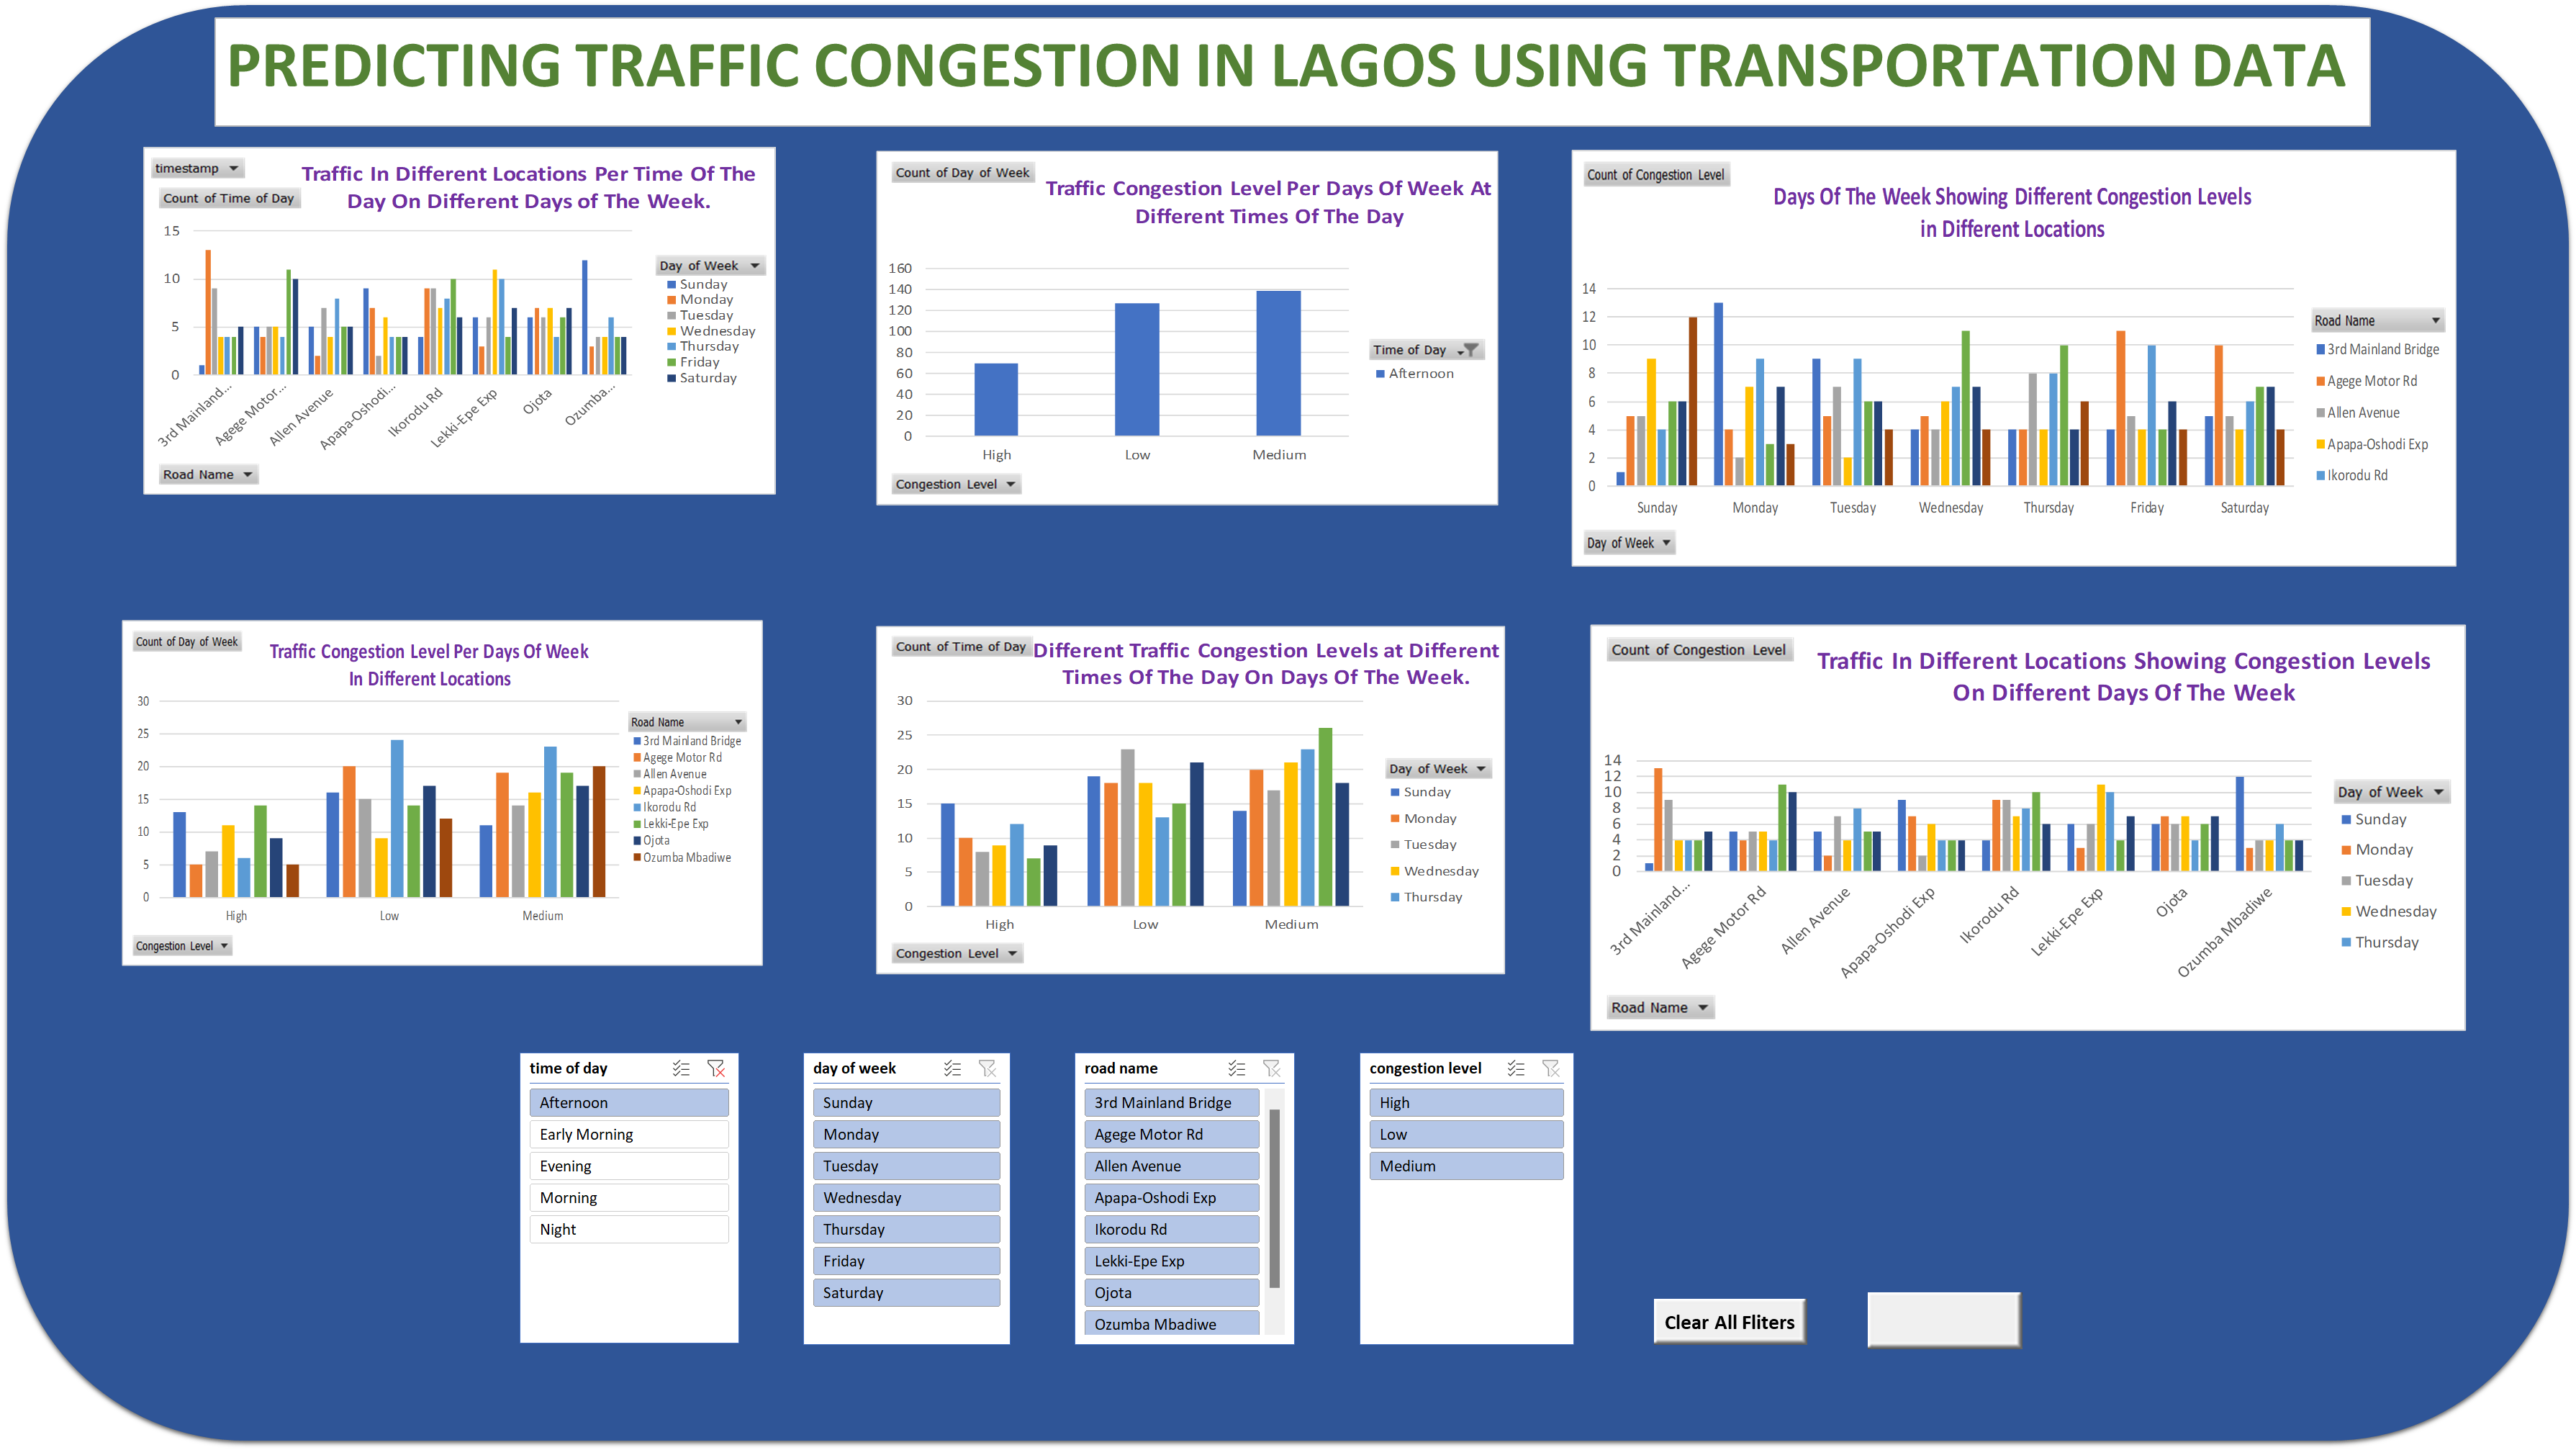 PREDICTING TRAFFIC CONGESTION IN LAGOS USING TRANSPORTATION DATA
timestamp
Count of Time of Day
Traffic In Different Locations Per Time Of The
Day On Different Days of The Week.
15
10
5
0
3rd Mainland...
Agege Motor...
Allen Avenue
Apapa-Oshodi...
Ikorodu Rd
Lekki-Epe Exp
Ojota
Ozumba...
Day of Week
Sunday
Monday
Tuesday
Wednesday
Thursday
Friday
Saturday
Road Name
Count of Day of Week
Traffic Congestion Level Per Days Of Week At
Different Times Of The Day
160
140
120
100
80
60
40
20
0
High
Low
Medium
Time of Day
Afternoon
Congestion Level
Count of Congestion Level
Days Of The Week Showing Different Congestion Levels
in Different Locations
14
12
10
8
6
4
2
0
Sunday
Monday
Tuesday
Wednesday
Thursday
Friday
Saturday
Road Name
3rd Mainland Bridge
Agege Motor Rd
Allen Avenue
Apapa-Oshodi Exp
Ikorodu Rd
Day of Week
Count of Day of Week
Traffic Congestion Level Per Days Of Week
In Different Locations
30
25
20
15
10
5
0
High
Low
Medium
Road Name
3rd Mainland Bridge
Agege Motor Rd
Allen Avenue
Apapa-Oshodi Exp
Ikorodu Rd
Lekki-Epe Exp
Ojota
Ozumba Mbadiwe
Congestion Level
Count of Time of Day
Different Traffic Congestion Levels at Different
Times Of The Day On Days Of The Week.
30
25
20
15
10
5
0
High
Low
Medium
Day of Week
Sunday
Monday
Tuesday
Wednesday
Thursday
Congestion Level
Count of Congestion Level
Traffic In Different Locations Showing Congestion Levels
On Different Days Of The Week
14
12
10
8
6
4
2
0
3rd Mainland...
Agege Motor Rd
Allen Avenue
Apapa-Oshodi Exp
Ikorodu Rd
Lekki-Epe Exp
Ojota
Ozumba Mbadiwe
Day of Week
Sunday
Monday
Tuesday
Wednesday
Thursday
Road Name
time of day
Afternoon
Early Morning
Evening
Morning
Night
day of week
Sunday
Monday
Tuesday
Wednesday
Thursday
Friday
Saturday
road name
3rd Mainland Bridge
Agege Motor Rd
Allen Avenue
Apapa-Oshodi Exp
Ikorodu Rd
Lekki-Epe Exp
Ojota
Ozumba Mbadiwe
congestion level
High
Low
Medium
Clear All Fliters